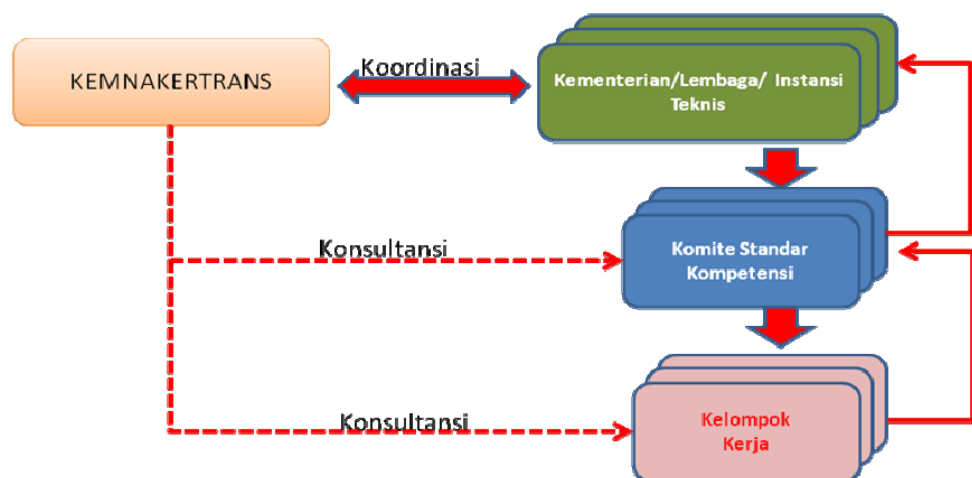 KEMNAKERTRANS
Koordinasi
Kementerian/Lembaga/ Instansi
Teknis
Konsultansi
Komite Standar
Kompetensi
Konsultansi
Kelompok
Kerja